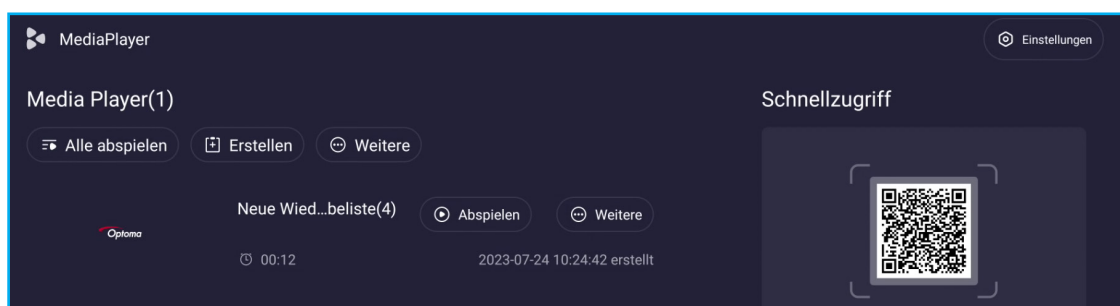 MediaPlayer
Einstellungen
Media Player(1)
Schnellzugriff
Alle abspielen
Erstellen
Weitere
Neue Wied...beliste(4)
Abspielen
Weitere
Optoma
00:12
2023-07-24 10:24:42 erstellt